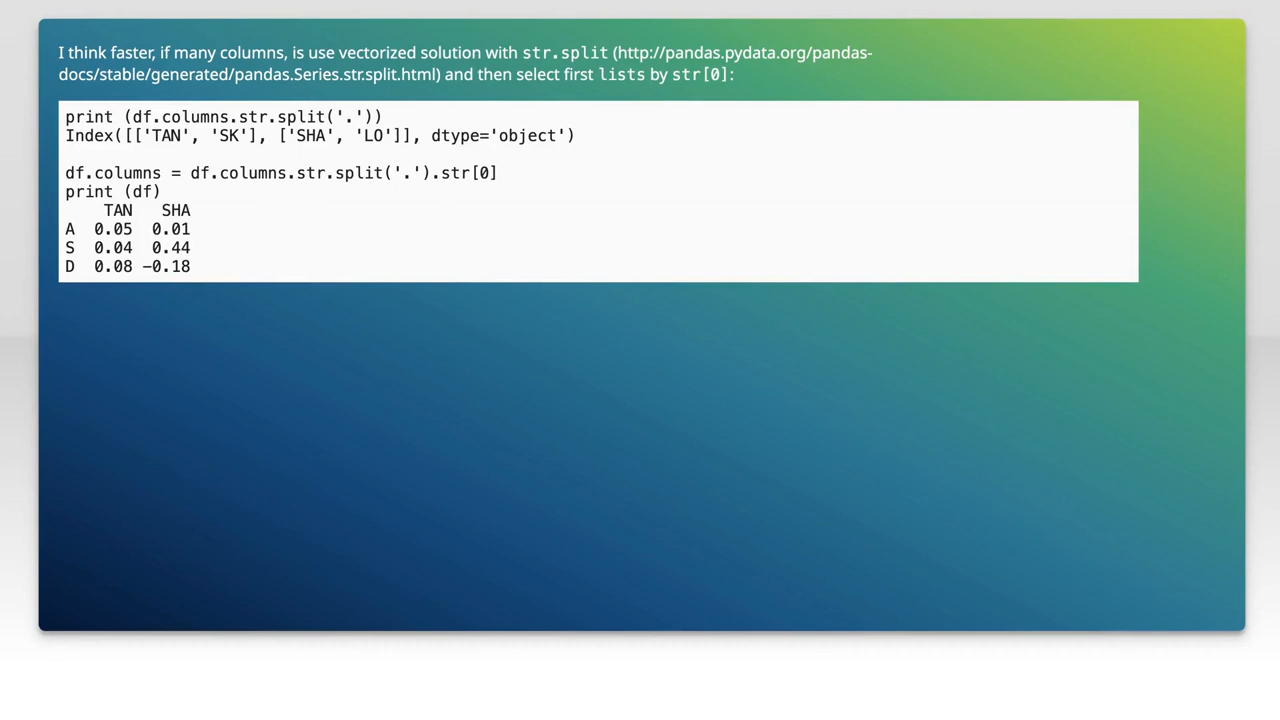 I think faster, if many columns, is use vectorized solution with str.split (http://pandas.pydata.org/pandas-
docs/stable/generated/pandas.Series.str.split.html) and then select first lists by str[0]:
print (df.columns.str.split('.'))
Index([['TAN', 'SK'], ['SHA', 'LO']], dtype='object')
df.columns = df.columns.str.split('.').str[0]
print (df)
    TAN   SHA
A  0.05  0.01
S  0.04  0.44
D  0.08 -0.18